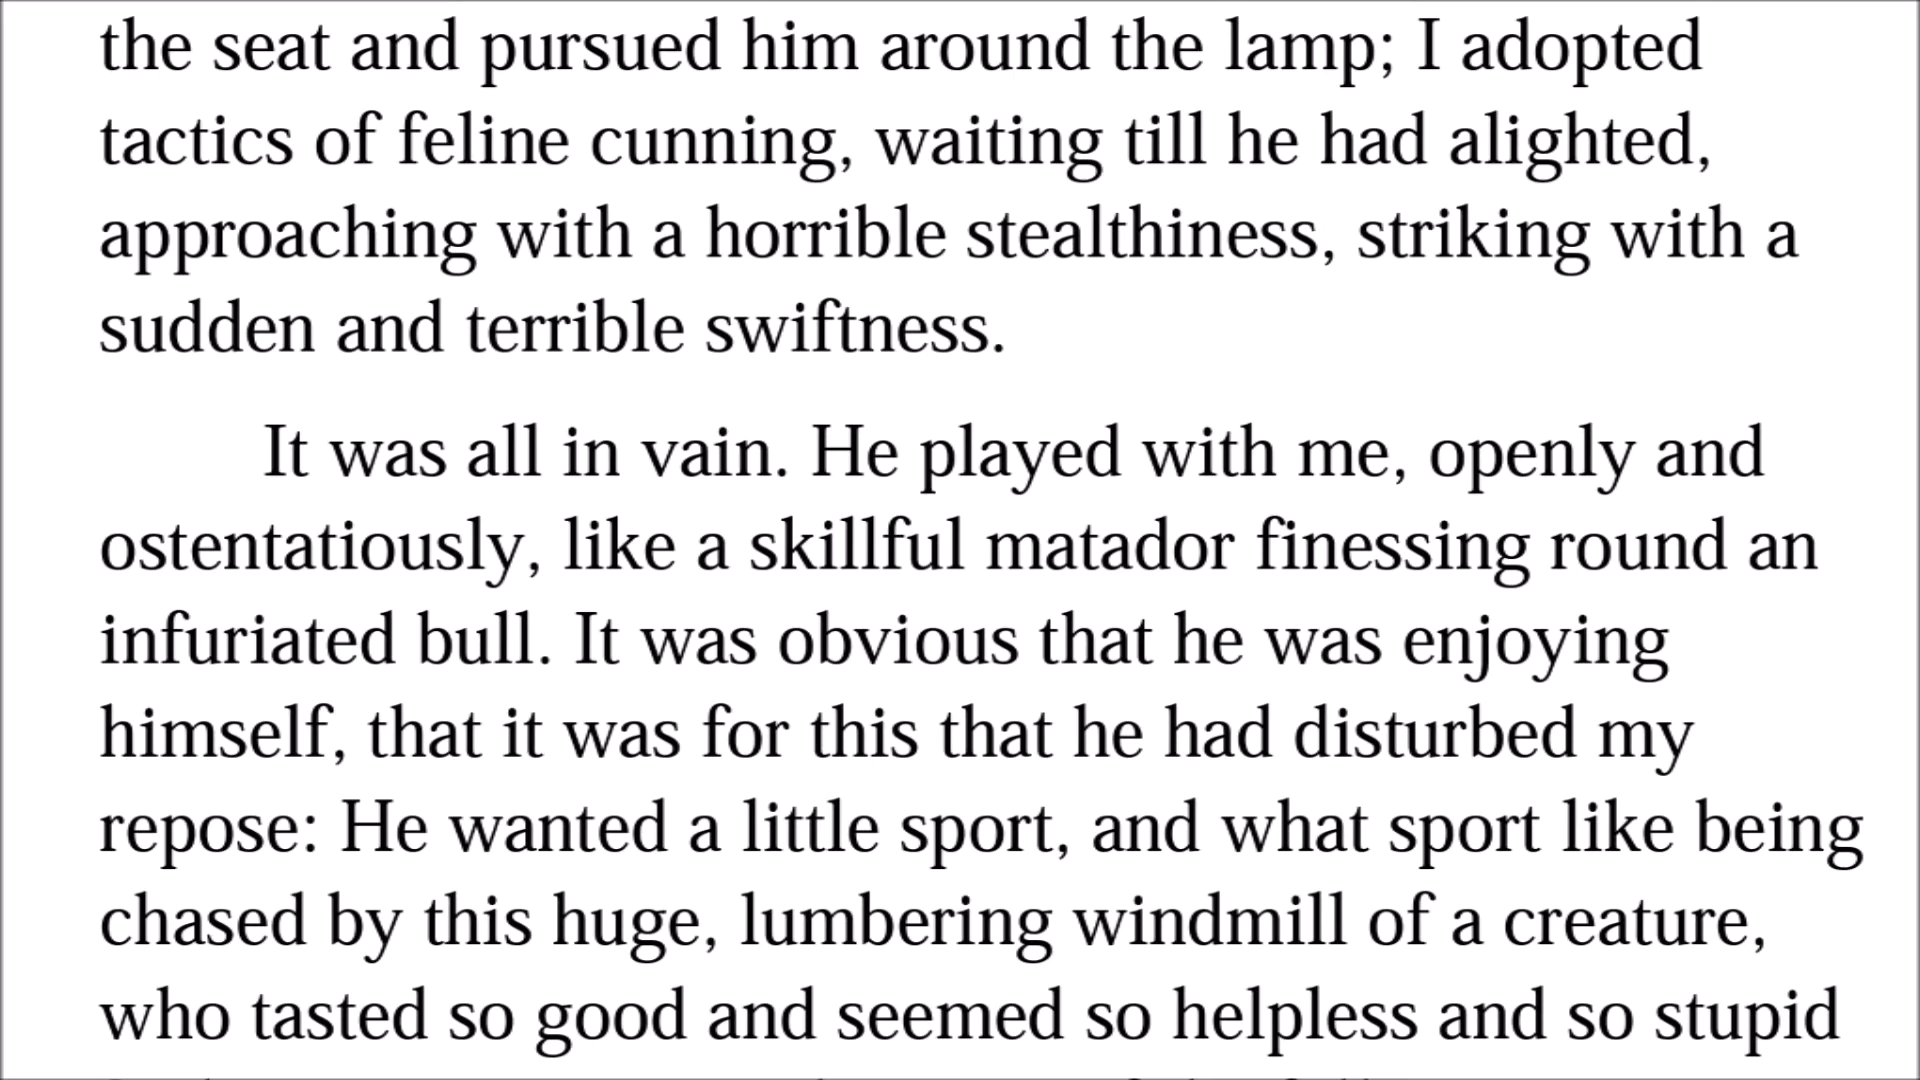 the seat and pursued him around the lamp; I adopted
tactics of feline cunning, waiting till he had alighted,
approaching with a horrible stealthiness, striking with a
sudden and terrible swiftness.
It was all in vain. He played with me, openly and
ostentatiously, like a skillful matador finessing round an
infuriated bull. It was obvious that he was enjoying
himself, that it was for this that he had disturbed my
repose: He wanted a little sport, and what sport like being
chased by this huge, lumbering windmill of a creature,
who tasted so good and seemed so helpless and so stupid